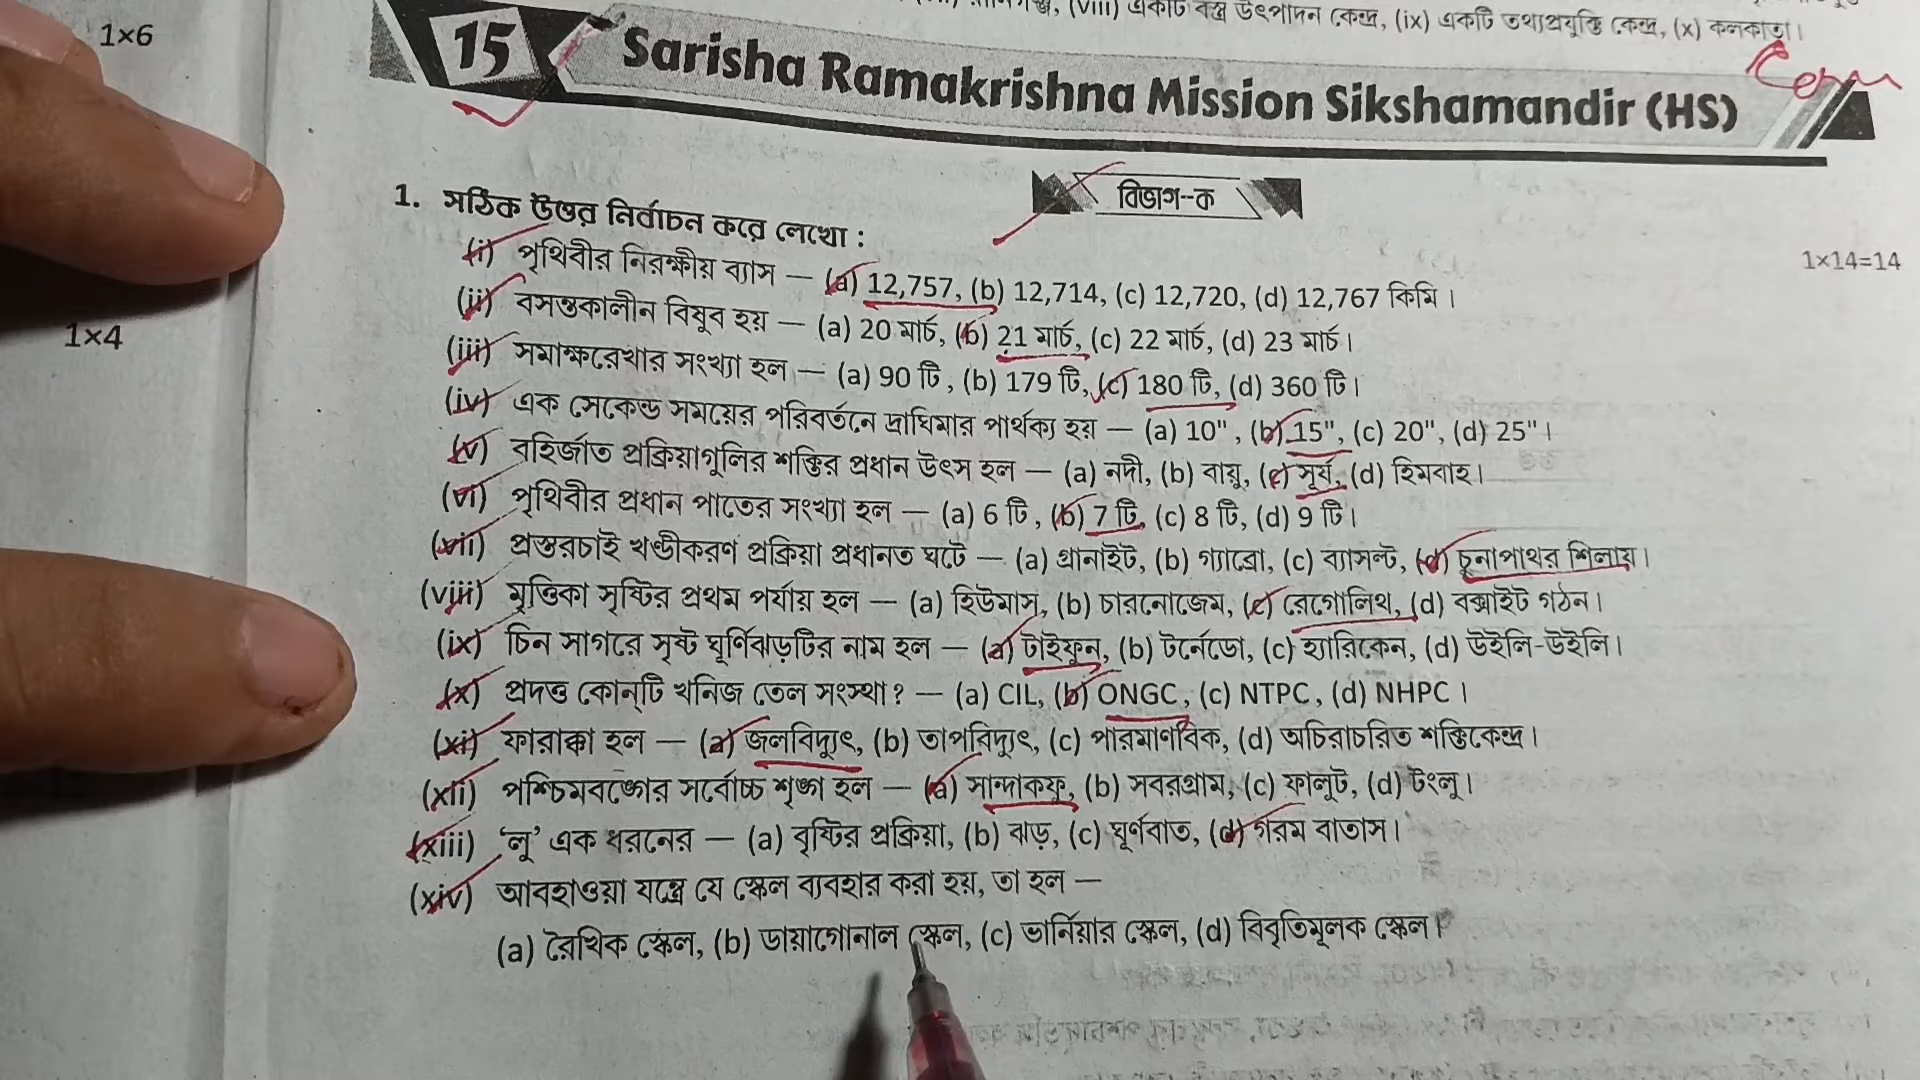 (viii) একটি বস্ত্র উৎপাদন কেন্দ্র, (ix) একটি তথ্যপ্রযুক্তি কেন্দ্র, (x) কলকাতা।
1×6
15 Sarisha Ramakrishna Mission Sikshamandir (HS)
বিভাগ-ক
1. সঠিক উত্তর নির্বাচন করে লেখো :
1×14=14
(i) পৃথিবীর নিরক্ষীয় ব্যাস — (a) 12,757, (b) 12,714, (c) 12,720, (d) 12,767 কিমি।
(ii) বসন্তকালীন বিষুব হয় — (a) 20 মার্চ, (b) 21 মার্চ, (c) 22 মার্চ, (d) 23 মার্চ।
1×4
(iii) সমাক্ষরেখার সংখ্যা হল — (a) 90 টি, (b) 179 টি, (c) 180 টি, (d) 360 টি।
(iv) এক সেকেন্ড সময়ের পরিবর্তনে দ্রাঘিমার পার্থক্য হয় — (a) 10", (b) 15", (c) 20", (d) 25"।
(v) বহির্জাত প্রক্রিয়াগুলির শক্তির প্রধান উৎস হল — (a) নদী, (b) বায়ু, (c) সূর্য, (d) হিমবাহ।
(vi) পৃথিবীর প্রধান পাতের সংখ্যা হল — (a) 6 টি, (b) 7 টি, (c) 8 টি, (d) 9 টি।
(vii) প্রস্তরচাই খণ্ডীকরণ প্রক্রিয়া প্রধানত ঘটে — (a) গ্রানাইট, (b) গ্যাব্রো, (c) ব্যাসল্ট, (d) চুনাপাথর শিলায়।
(viii) মৃত্তিকা সৃষ্টির প্রথম পর্যায় হল — (a) হিউমাস, (b) চারনোজেম, (c) রেগোলিথ, (d) বক্সাইট গঠন।
(ix) চিন সাগরে সৃষ্ট ঘূর্ণিঝড়টির নাম হল — (a) টাইফুন, (b) টর্নেডো, (c) হ্যারিকেন, (d) উইলি-উইলি।
(x) প্রদত্ত কোন্‌টি খনিজ তেল সংস্থা? — (a) CIL, (b) ONGC, (c) NTPC, (d) NHPC।
(xi) ফারাক্কা হল — (a) জলবিদ্যুৎ, (b) তাপবিদ্যুৎ, (c) পারমাণবিক, (d) অচিরাচরিত শক্তিকেন্দ্র।
(xii) পশ্চিমবঙ্গের সর্বোচ্চ শৃঙ্গ হল — (a) সান্দাকফু, (b) সবরগ্রাম, (c) ফালুট, (d) টংলু।
(xiii) 'লু' এক ধরনের — (a) বৃষ্টির প্রক্রিয়া, (b) ঝড়, (c) ঘূর্ণবাত, (d) গরম বাতাস।
(xiv) আবহাওয়া যন্ত্রে যে স্কেল ব্যবহার করা হয়, তা হল —
(a) রৈখিক স্কেল, (b) ডায়াগোনাল স্কেল, (c) ভার্নিয়ার স্কেল, (d) বিবৃতিমূলক স্কেল।